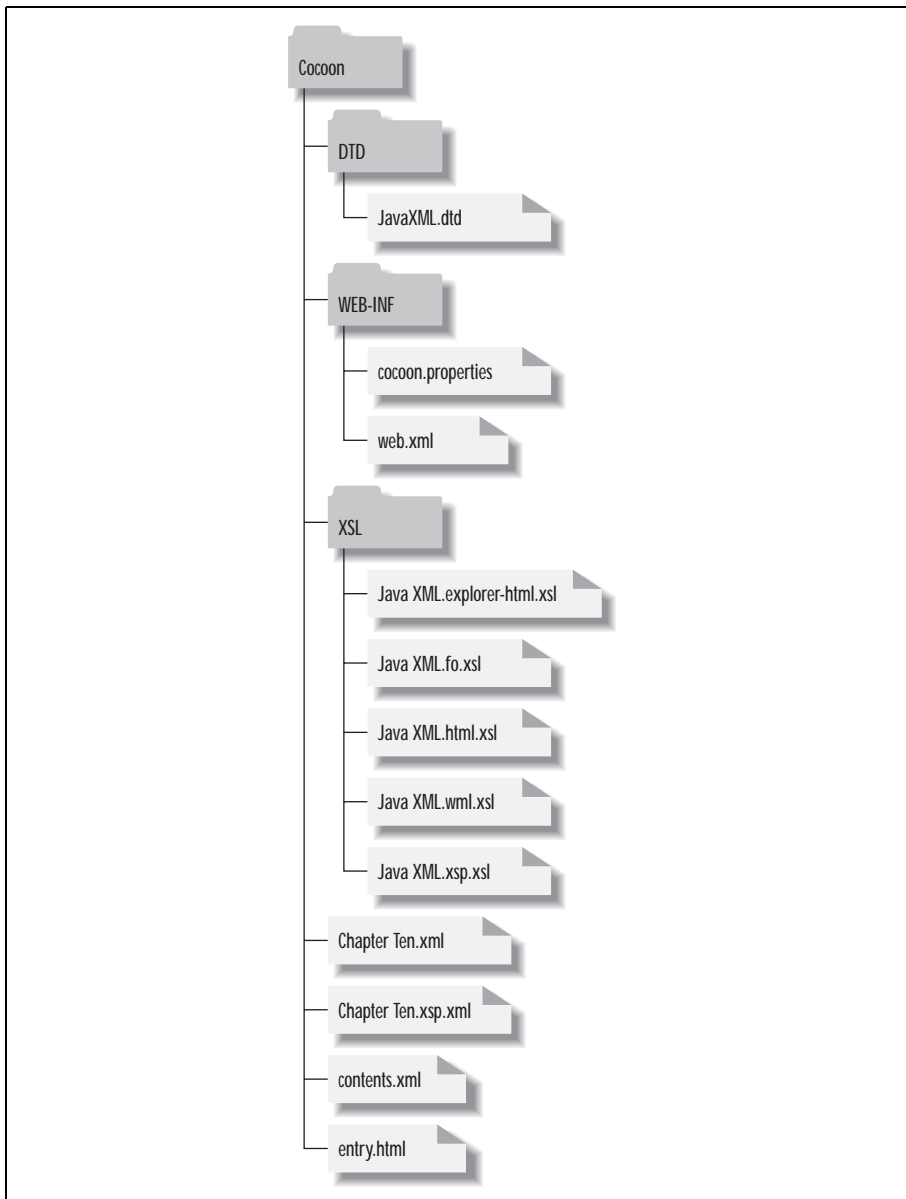 Cocoon
DTD
JavaXML.dtd
WEB-INF
cocoon.properties
web.xml
XSL
Java XML.explorer-html.xsl
Java XML.fo.xsl
Java XML.html.xsl
Java XML.wml.xsl
Java XML.xsp.xsl
Chapter Ten.xml
Chapter Ten.xsp.xml
contents.xml
entry.html